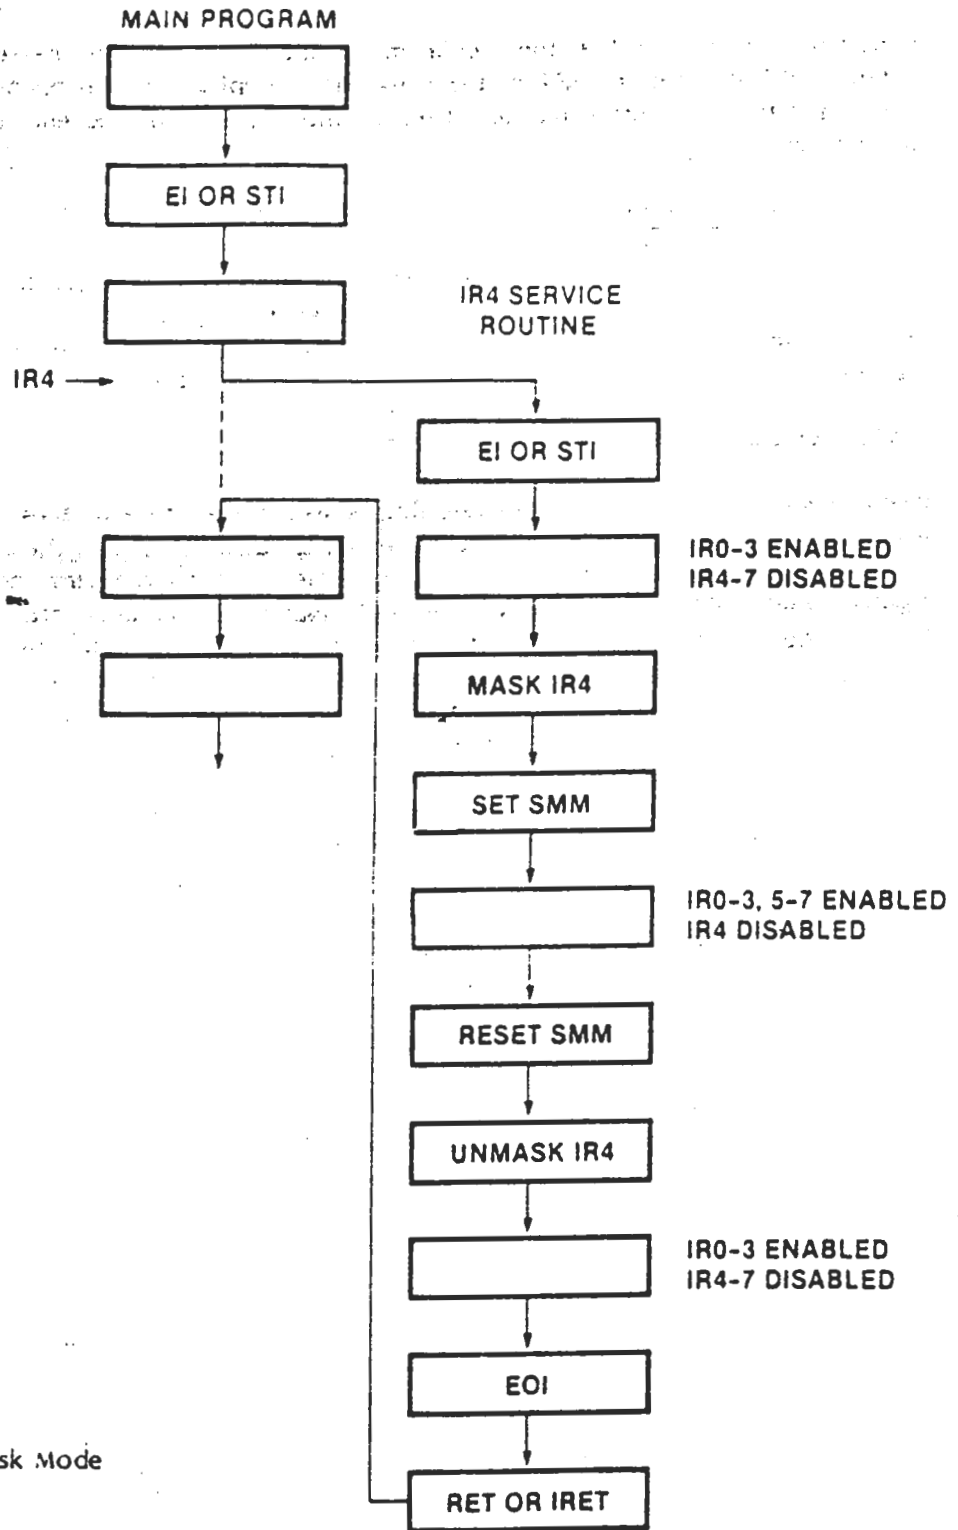 MAIN PROGRAM
EI OR STI
IR4 SERVICE
ROUTINE
IR4
EI OR STI
IR0-3 ENABLED
IR4-7 DISABLED
MASK IR4
SET SMM
IR0-3, 5-7 ENABLED
IR4 DISABLED
RESET SMM
UNMASK IR4
IR0-3 ENABLED
IR4-7 DISABLED
EOI
sk Mode
RET OR IRET